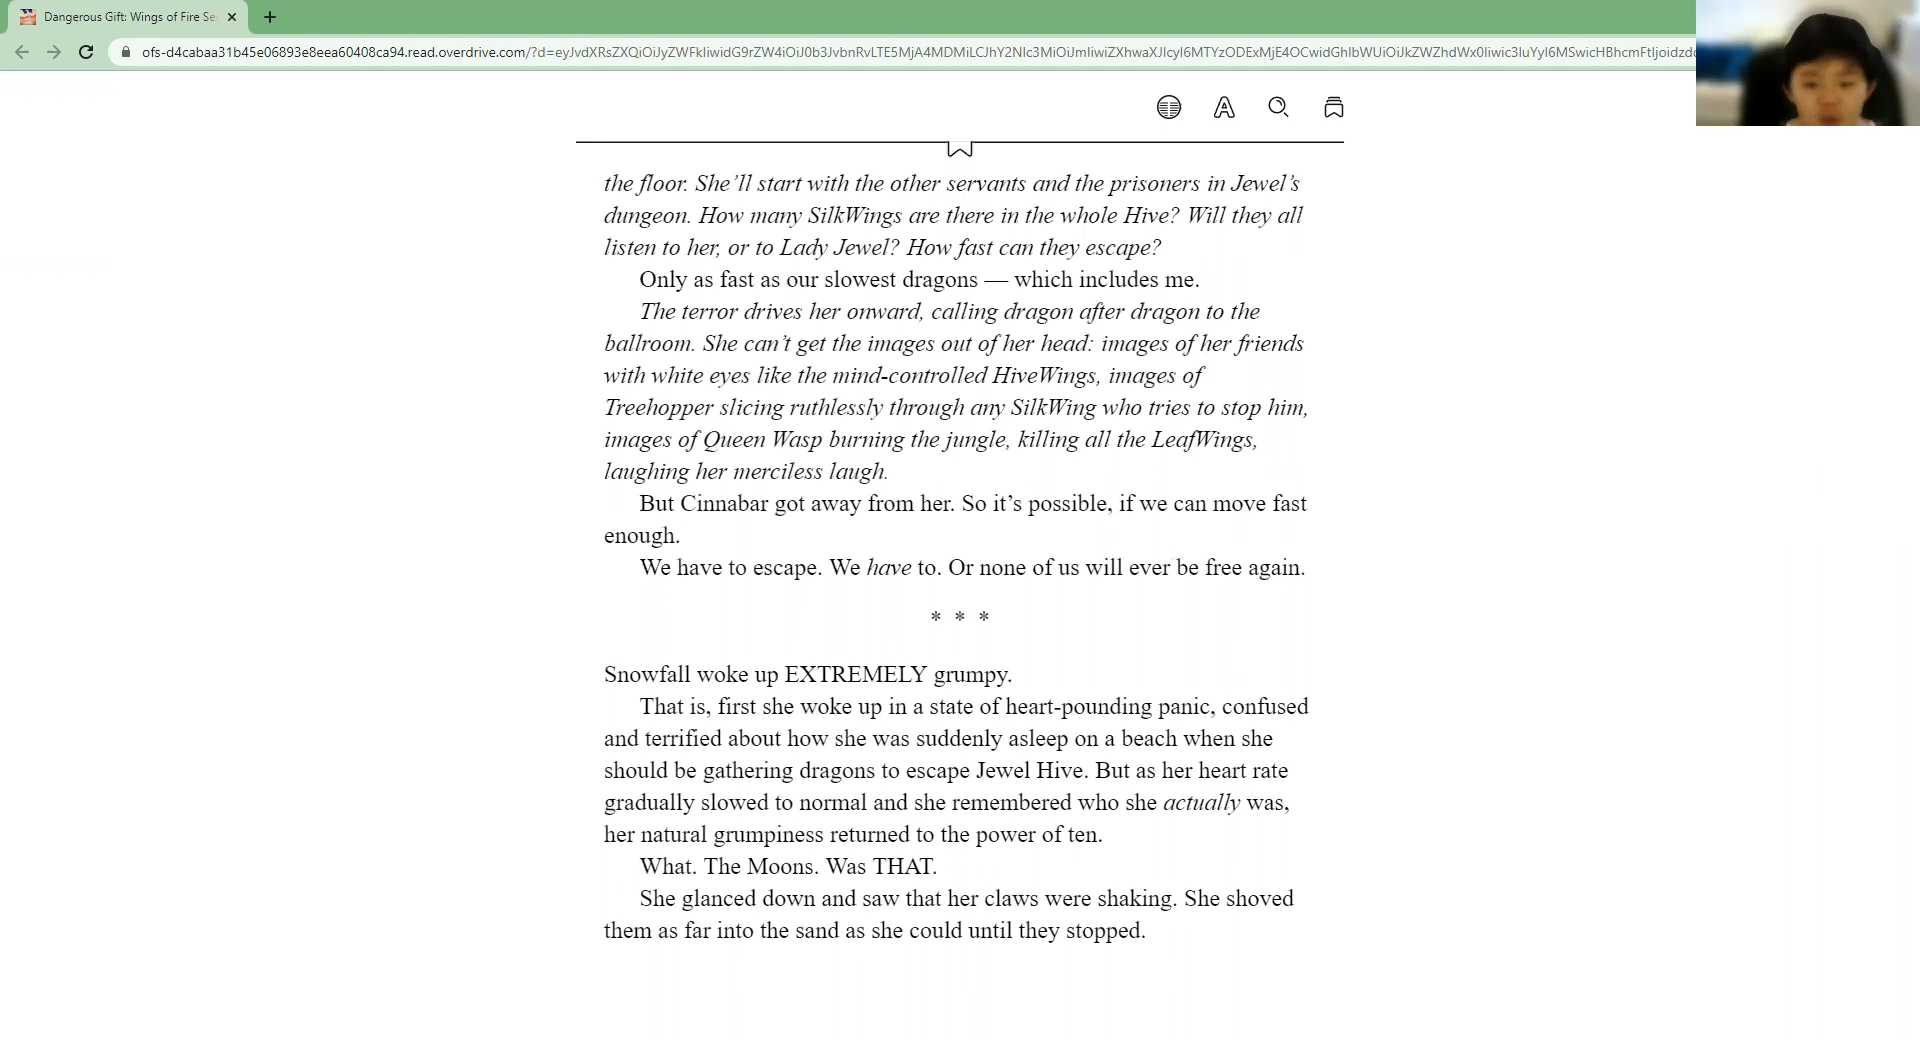 Dangerous Gift: Wings of Fire Se
the floor. She’ll start with the other servants and the prisoners in Jewel’s
dungeon. How many SilkWings are there in the whole Hive? Will they all
listen to her, or to Lady Jewel? How fast can they escape?
Only as fast as our slowest dragons — which includes me.
The terror drives her onward, calling dragon after dragon to the
ballroom. She can’t get the images out of her head: images of her friends
with white eyes like the mind-controlled HiveWings, images of
Treehopper slicing ruthlessly through any SilkWing who tries to stop him,
images of Queen Wasp burning the jungle, killing all the LeafWings,
laughing her merciless laugh.
But Cinnabar got away from her. So it’s possible, if we can move fast
enough.
We have to escape. We have to. Or none of us will ever be free again.
* * *
Snowfall woke up EXTREMELY grumpy.
That is, first she woke up in a state of heart-pounding panic, confused
and terrified about how she was suddenly asleep on a beach when she
should be gathering dragons to escape Jewel Hive. But as her heart rate
gradually slowed to normal and she remembered who she actually was,
her natural grumpiness returned to the power of ten.
What. The Moons. Was THAT.
She glanced down and saw that her claws were shaking. She shoved
them as far into the sand as she could until they stopped.